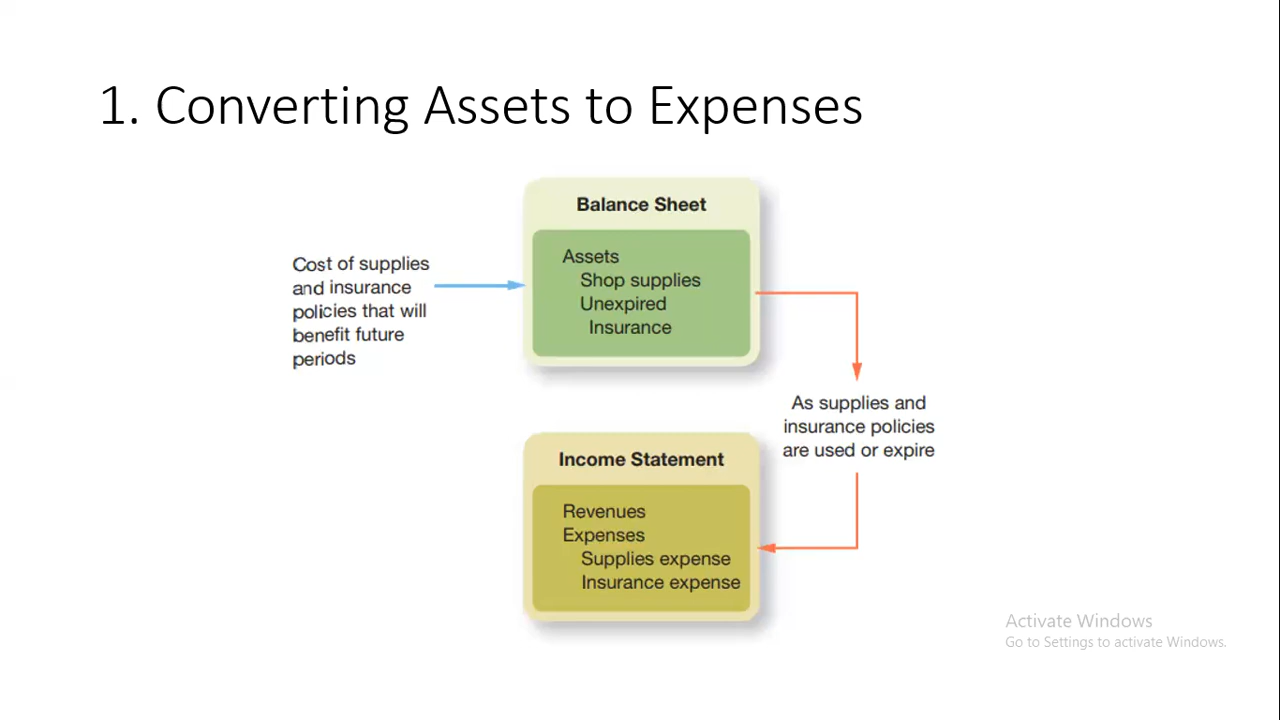 1. Converting Assets to Expenses
Balance Sheet
Assets
Shop supplies
Unexpired
Insurance
Cost of supplies
and insurance
policies that will
benefit future
periods
As supplies and
insurance policies
are used or expire
Income Statement
Revenues
Expenses
Supplies expense
Insurance expense
Activate Windows
Go to Settings to activate Windows.